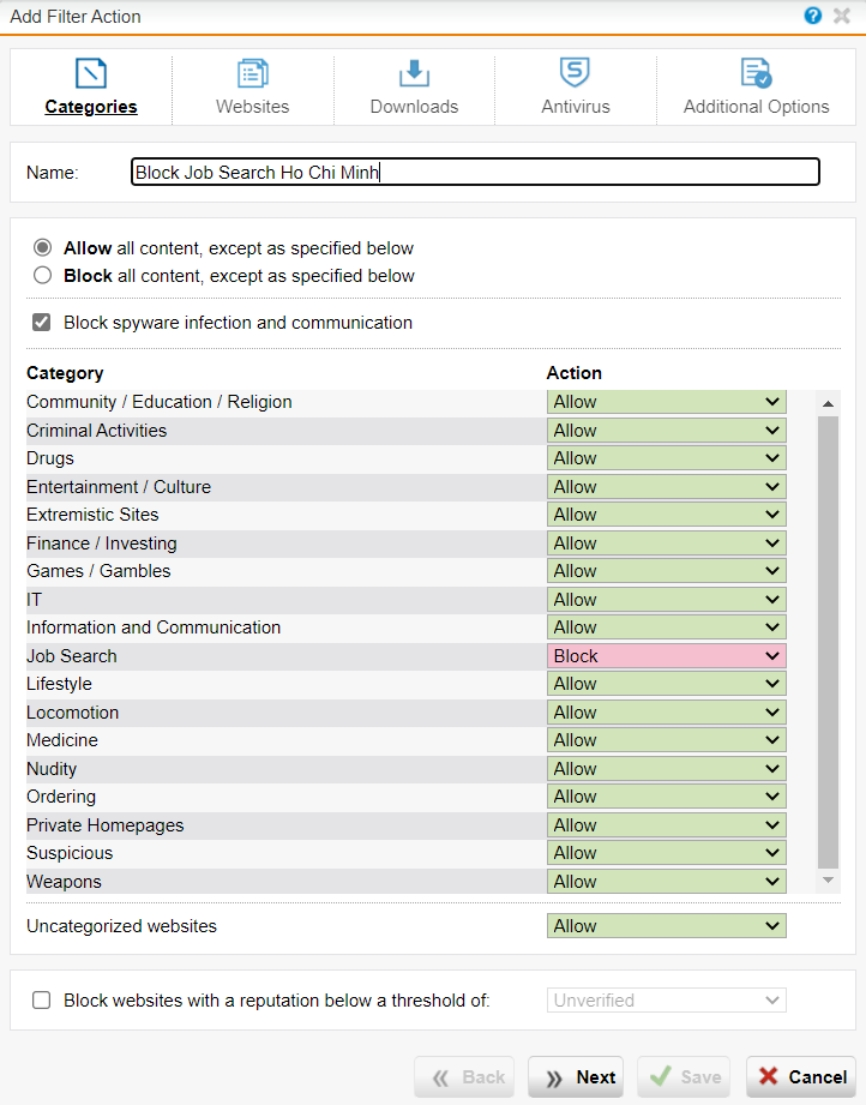 Add Filter Action
Categories Websites Downloads Antivirus Additional Options
Name: Block Job Search Ho Chi Minh
Allow all content, except as specified below
Block all content, except as specified below
Block spyware infection and communication
Category Action
Community / Education / Religion Allow
Criminal Activities Allow
Drugs Allow
Entertainment / Culture Allow
Extremistic Sites Allow
Finance / Investing Allow
Games / Gambles Allow
IT Allow
Information and Communication Allow
Job Search Block
Lifestyle Allow
Locomotion Allow
Medicine Allow
Nudity Allow
Ordering Allow
Private Homepages Allow
Suspicious Allow
Weapons Allow
Uncategorized websites Allow
Block websites with a reputation below a threshold of: Unverified
Back Next Save Cancel